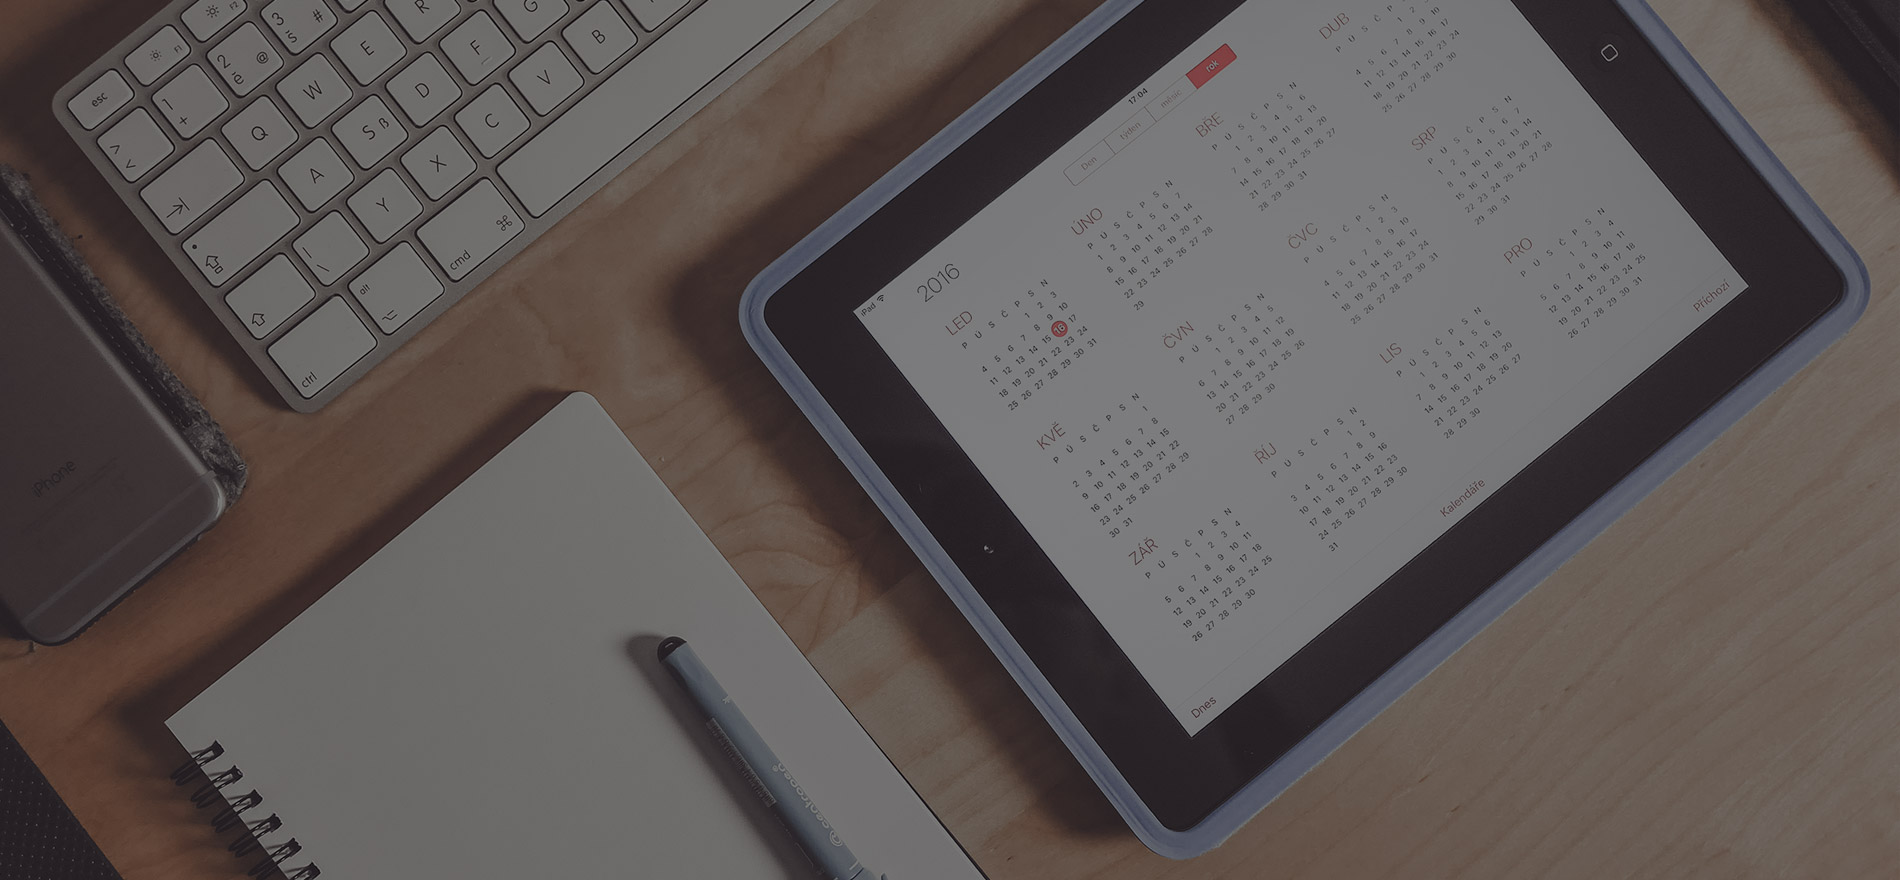 esc
F1
F2
1
+
2
ě
@
3
š
#
Q
W
E
R
A
S ß
D
F
G
Y
X
C
V
B
alt
cmd
⌘
ctrl
iPhone
iPad
17:04
Den
týden
měsíc
rok
2016
LED
P Ú S Č P S N
1 2 3
4 5 6 7 8 9 10
11 12 13 14 15 16 17
18 19 20 21 22 23 24
25 26 27 28 29 30 31
ÚNO
P Ú S Č P S N
1 2 3 4 5 6 7
8 9 10 11 12 13 14
15 16 17 18 19 20 21
22 23 24 25 26 27 28
29
BŘE
P Ú S Č P S N
1 2 3 4 5 6
7 8 9 10 11 12 13
14 15 16 17 18 19 20
21 22 23 24 25 26 27
28 29 30 31
DUB
P Ú S Č P
1 2 3
4 5 6 7 8 9 10
11 12 13 14 15 16 17
18 19 20 21 22 23 24
25 26 27 28 29 30
KVĚ
P Ú S Č P S N
1
2 3 4 5 6 7 8
9 10 11 12 13 14 15
16 17 18 19 20 21 22
23 24 25 26 27 28 29
30 31
ČVN
P Ú S Č P S N
1 2 3 4 5
6 7 8 9 10 11 12
13 14 15 16 17 18 19
20 21 22 23 24 25 26
27 28 29 30
ČVC
P Ú S Č P S N
1 2 3
4 5 6 7 8 9 10
11 12 13 14 15 16 17
18 19 20 21 22 23 24
25 26 27 28 29 30 31
SRP
P Ú S Č P S N
1 2 3 4 5 6 7
8 9 10 11 12 13 14
15 16 17 18 19 20 21
22 23 24 25 26 27 28
29 30 31
ZÁŘ
P Ú S Č P S N
1 2 3 4
5 6 7 8 9 10 11
12 13 14 15 16 17 18
19 20 21 22 23 24 25
26 27 28 29 30
ŘÍJ
P Ú S Č P S N
1 2
3 4 5 6 7 8 9
10 11 12 13 14 15 16
17 18 19 20 21 22 23
24 25 26 27 28 29 30
31
LIS
P Ú S Č P S N
1 2 3 4 5 6
7 8 9 10 11 12 13
14 15 16 17 18 19 20
21 22 23 24 25 26 27
28 29 30
PRO
P Ú S Č P S N
1 2 3 4
5 6 7 8 9 10 11
12 13 14 15 16 17 18
19 20 21 22 23 24 25
26 27 28 29 30 31
Dnes
Kalendáře
Příchozí
centropen